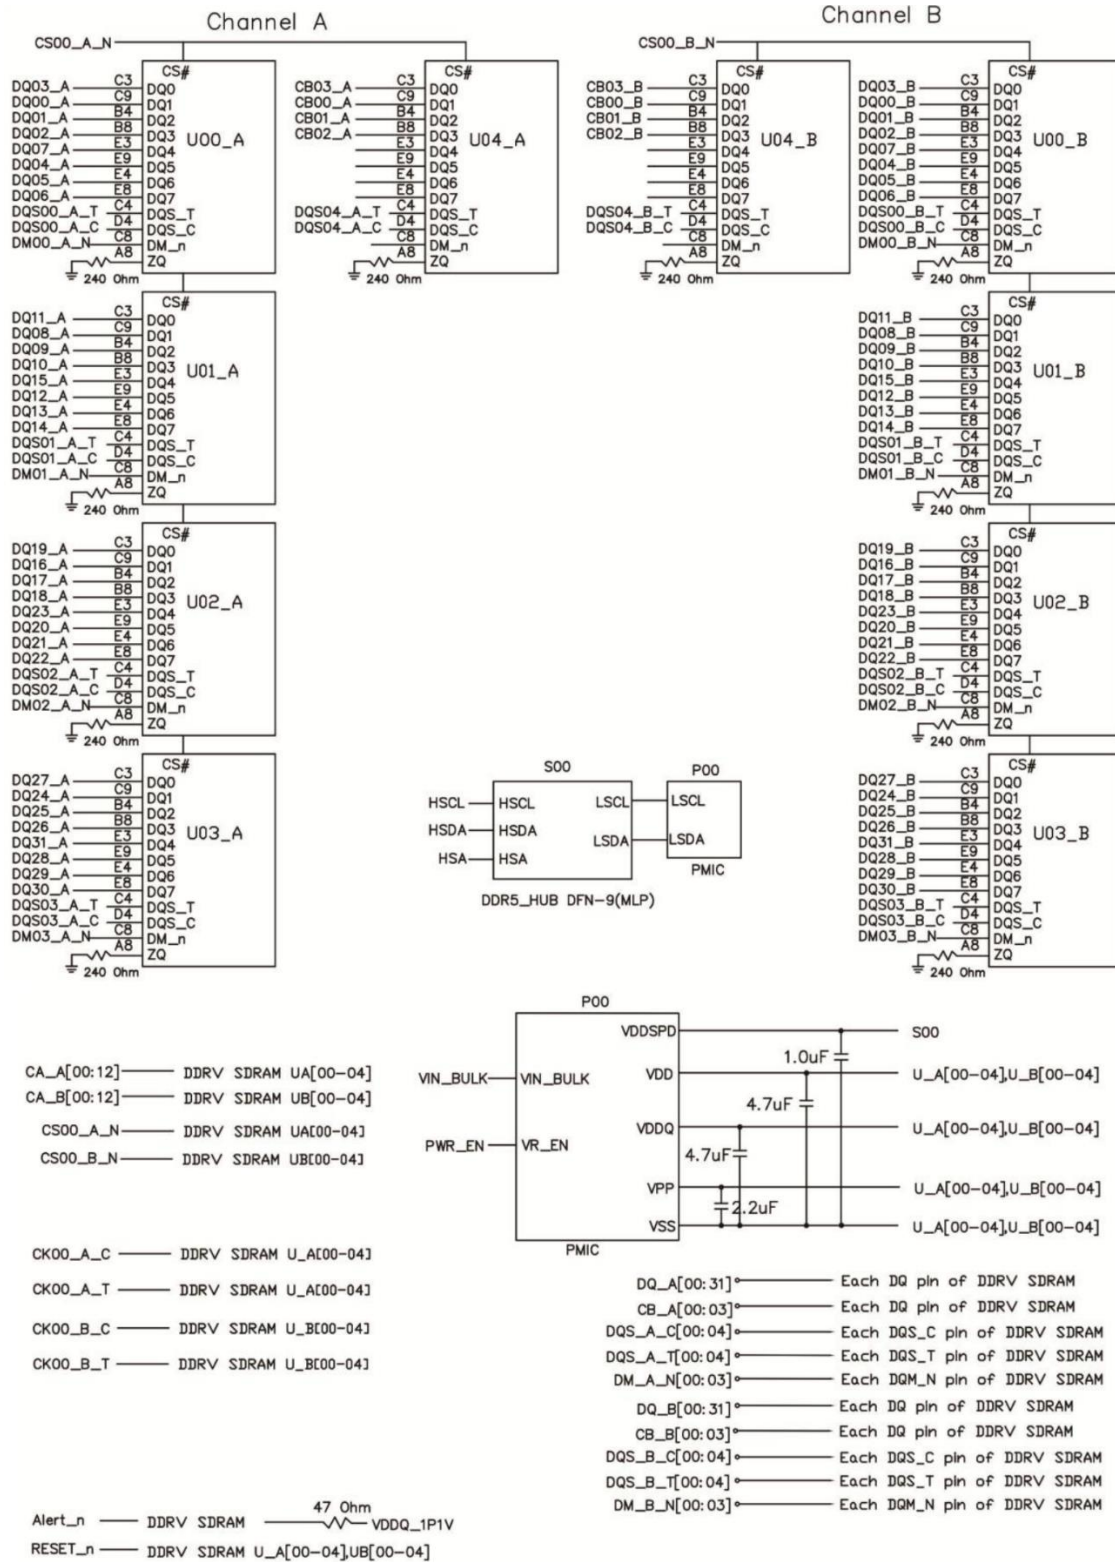 Channel A
Channel B
CS00_A_N
CS00_B_N
CS#
DQ03_A C3 DQ0
DQ00_A C9 DQ1
DQ01_A B4 DQ2
DQ02_A B8 DQ3
U00_A
DQ07_A E3 DQ4
DQ04_A E9 DQ5
DQ05_A E4 DQ6
DQ06_A E8 DQ7
DQS00_A_T C4 DQS_T
DQS00_A_C D4 DQS_C
DM00_A_N C8 DM_n
A8 ZQ
240 Ohm
CS#
CB03_A C3 DQ0
CB00_A C9 DQ1
CB01_A B4 DQ2
CB02_A B8 DQ3
U04_A
E3 DQ4
E9 DQ5
E4 DQ6
E8 DQ7
DQS04_A_T C4 DQS_T
DQS04_A_C D4 DQS_C
C8 DM_n
A8 ZQ
240 Ohm
CS#
CB03_B C3 DQ0
CB00_B C9 DQ1
CB01_B B4 DQ2
CB02_B B8 DQ3
U04_B
E3 DQ4
E9 DQ5
E4 DQ6
E8 DQ7
DQS04_B_T C4 DQS_T
DQS04_B_C D4 DQS_C
C8 DM_n
A8 ZQ
240 Ohm
CS#
DQ03_B C3 DQ0
DQ00_B C9 DQ1
DQ01_B B4 DQ2
DQ02_B B8 DQ3
U00_B
DQ07_B E3 DQ4
DQ04_B E9 DQ5
DQ05_B E4 DQ6
DQ06_B E8 DQ7
DQS00_B_T C4 DQS_T
DQS00_B_C D4 DQS_C
DM00_B_N C8 DM_n
A8 ZQ
240 Ohm
CS#
DQ11_A C3 DQ0
DQ08_A C9 DQ1
DQ09_A B4 DQ2
DQ10_A B8 DQ3
U01_A
DQ15_A E3 DQ4
DQ12_A E9 DQ5
DQ13_A E4 DQ6
DQ14_A E8 DQ7
DQS01_A_T C4 DQS_T
DQS01_A_C D4 DQS_C
DM01_A_N C8 DM_n
A8 ZQ
240 Ohm
CS#
DQ11_B C3 DQ0
DQ08_B C9 DQ1
DQ09_B B4 DQ2
DQ10_B B8 DQ3
U01_B
DQ15_B E3 DQ4
DQ12_B E9 DQ5
DQ13_B E4 DQ6
DQ14_B E8 DQ7
DQS01_B_T C4 DQS_T
DQS01_B_C D4 DQS_C
DM01_B_N C8 DM_n
A8 ZQ
240 Ohm
CS#
DQ19_A C3 DQ0
DQ16_A C9 DQ1
DQ17_A B4 DQ2
DQ18_A B8 DQ3
U02_A
DQ23_A E3 DQ4
DQ20_A E9 DQ5
DQ21_A E4 DQ6
DQ22_A E8 DQ7
DQS02_A_T C4 DQS_T
DQS02_A_C D4 DQS_C
DM02_A_N C8 DM_n
A8 ZQ
240 Ohm
CS#
DQ19_B C3 DQ0
DQ16_B C9 DQ1
DQ17_B B4 DQ2
DQ18_B B8 DQ3
U02_B
DQ23_B E3 DQ4
DQ20_B E9 DQ5
DQ21_B E4 DQ6
DQ22_B E8 DQ7
DQS02_B_T C4 DQS_T
DQS02_B_C D4 DQS_C
DM02_B_N C8 DM_n
A8 ZQ
240 Ohm
CS#
DQ27_A C3 DQ0
DQ24_A C9 DQ1
DQ25_A B4 DQ2
DQ26_A B8 DQ3
U03_A
DQ31_A E3 DQ4
DQ28_A E9 DQ5
DQ29_A E4 DQ6
DQ30_A E8 DQ7
DQS03_A_T C4 DQS_T
DQS03_A_C D4 DQS_C
DM03_A_N C8 DM_n
A8 ZQ
240 Ohm
S00
P00
HSCL HSCL LSCL LSCL
HSDA HSDA LSDA LSDA
HSA HSA
PMIC
DDR5_HUB DFN-9(MLP)
CS#
DQ27_B C3 DQ0
DQ24_B C9 DQ1
DQ25_B B4 DQ2
DQ26_B B8 DQ3
U03_B
DQ31_B E3 DQ4
DQ28_B E9 DQ5
DQ29_B E4 DQ6
DQ30_B E8 DQ7
DQS03_B_T C4 DQS_T
DQS03_B_C D4 DQS_C
DM03_B_N C8 DM_n
A8 ZQ
240 Ohm
CA_A[00:12] DDRV SDRAM UA[00-04]
CA_B[00:12] DDRV SDRAM UB[00-04]
CS00_A_N DDRV SDRAM UA[00-04]
CS00_B_N DDRV SDRAM UB[00-04]
CK00_A_C DDRV SDRAM U_A[00-04]
CK00_A_T DDRV SDRAM U_A[00-04]
CK00_B_C DDRV SDRAM U_B[00-04]
CK00_B_T DDRV SDRAM U_B[00-04]
P00
VDDSPD S00
1.0uF
VIN_BULK VIN_BULK VDD U_A[00-04],U_B[00-04]
4.7uF
PWR_EN VR_EN VDDQ U_A[00-04],U_B[00-04]
4.7uF
VPP U_A[00-04],U_B[00-04]
2.2uF
VSS U_A[00-04],U_B[00-04]
PMIC
DQ_A[00:31] Each DQ pin of DDRV SDRAM
CB_A[00:03] Each DQ pin of DDRV SDRAM
DQS_A_C[00:04] Each DQS_C pin of DDRV SDRAM
DQS_A_T[00:04] Each DQS_T pin of DDRV SDRAM
DM_A_N[00:03] Each DQM_N pin of DDRV SDRAM
DQ_B[00:31] Each DQ pin of DDRV SDRAM
CB_B[00:03] Each DQ pin of DDRV SDRAM
DQS_B_C[00:04] Each DQS_C pin of DDRV SDRAM
DQS_B_T[00:04] Each DQS_T pin of DDRV SDRAM
DM_B_N[00:03] Each DQM_N pin of DDRV SDRAM
47 Ohm
Alert_n DDRV SDRAM VDDQ_1P1V
RESET_n DDRV SDRAM U_A[00-04],UB[00-04]